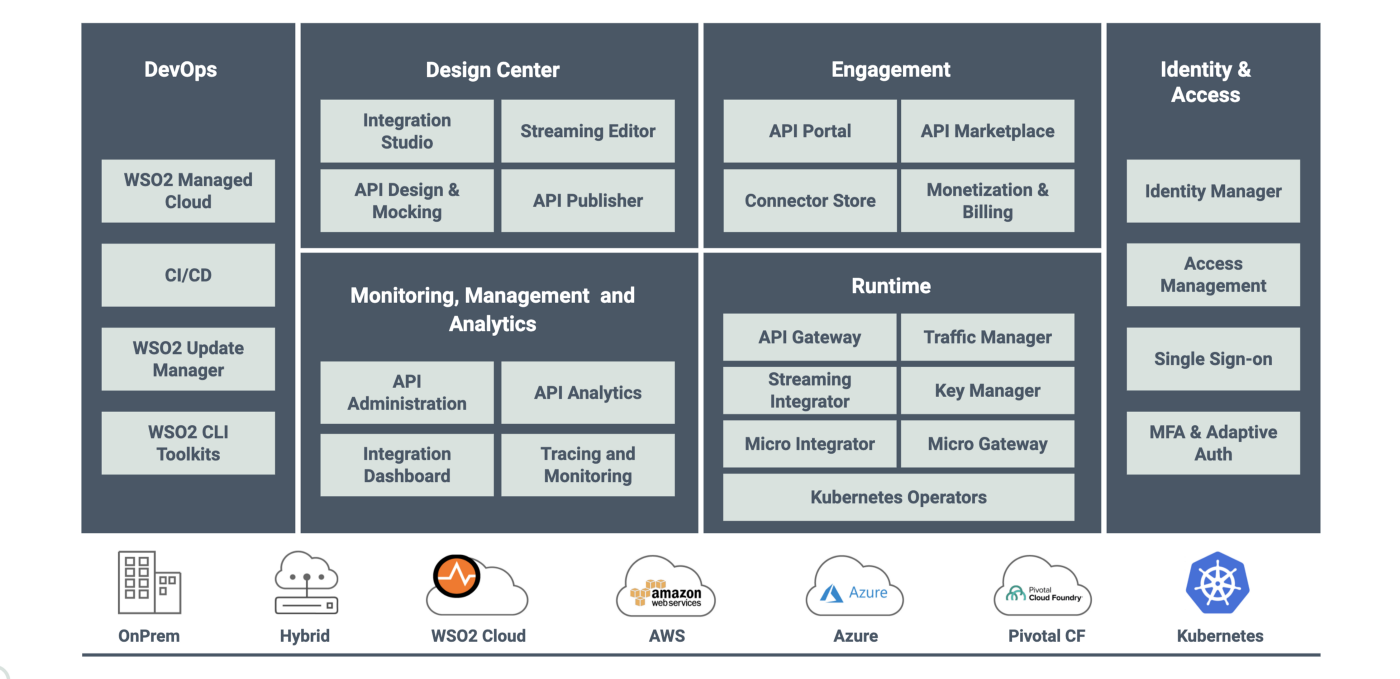 DevOps
WSO2 Managed
Cloud
CI/CD
WSO2 Update
Manager
WSO2 CLI
Toolkits
Design Center
Integration
Studio
Streaming Editor
API Design &
Mocking
API Publisher
Engagement
API Portal
API Marketplace
Connector Store
Monetization &
Billing
Monitoring, Management and
Analytics
API
Administration
API Analytics
Integration
Dashboard
Tracing and
Monitoring
Runtime
API Gateway
Traffic Manager
Streaming
Integrator
Key Manager
Micro Integrator
Micro Gateway
Kubernetes Operators
Identity &
Access
Identity Manager
Access
Management
Single Sign-on
MFA & Adaptive
Auth
amazon
web services
Azure
Pivotal
Cloud Foundry
OnPrem
Hybrid
WSO2 Cloud
AWS
Azure
Pivotal CF
Kubernetes